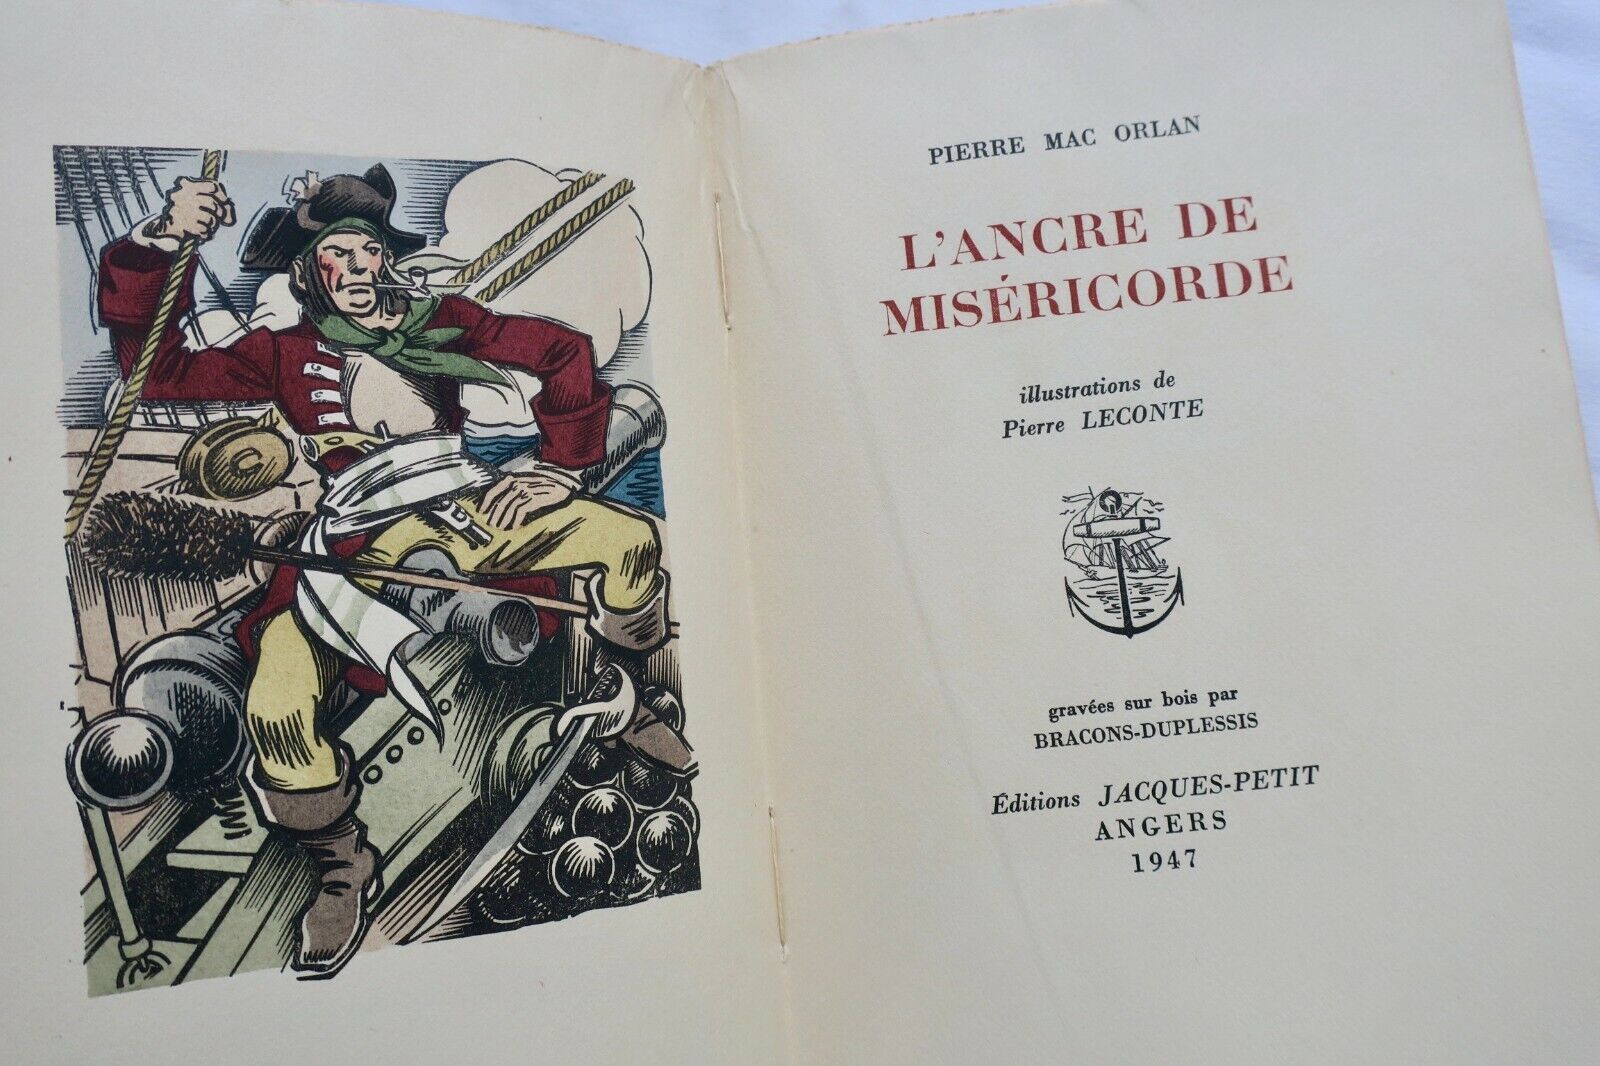 PIERRE MAC ORLAN
L'ANCRE DE
MISÉRICORDE
illustrations de
Pierre LECONTE
gravées sur bois par
BRACONS-DUPLESSIS
Éditions JACQUES-PETIT
ANGERS
1947